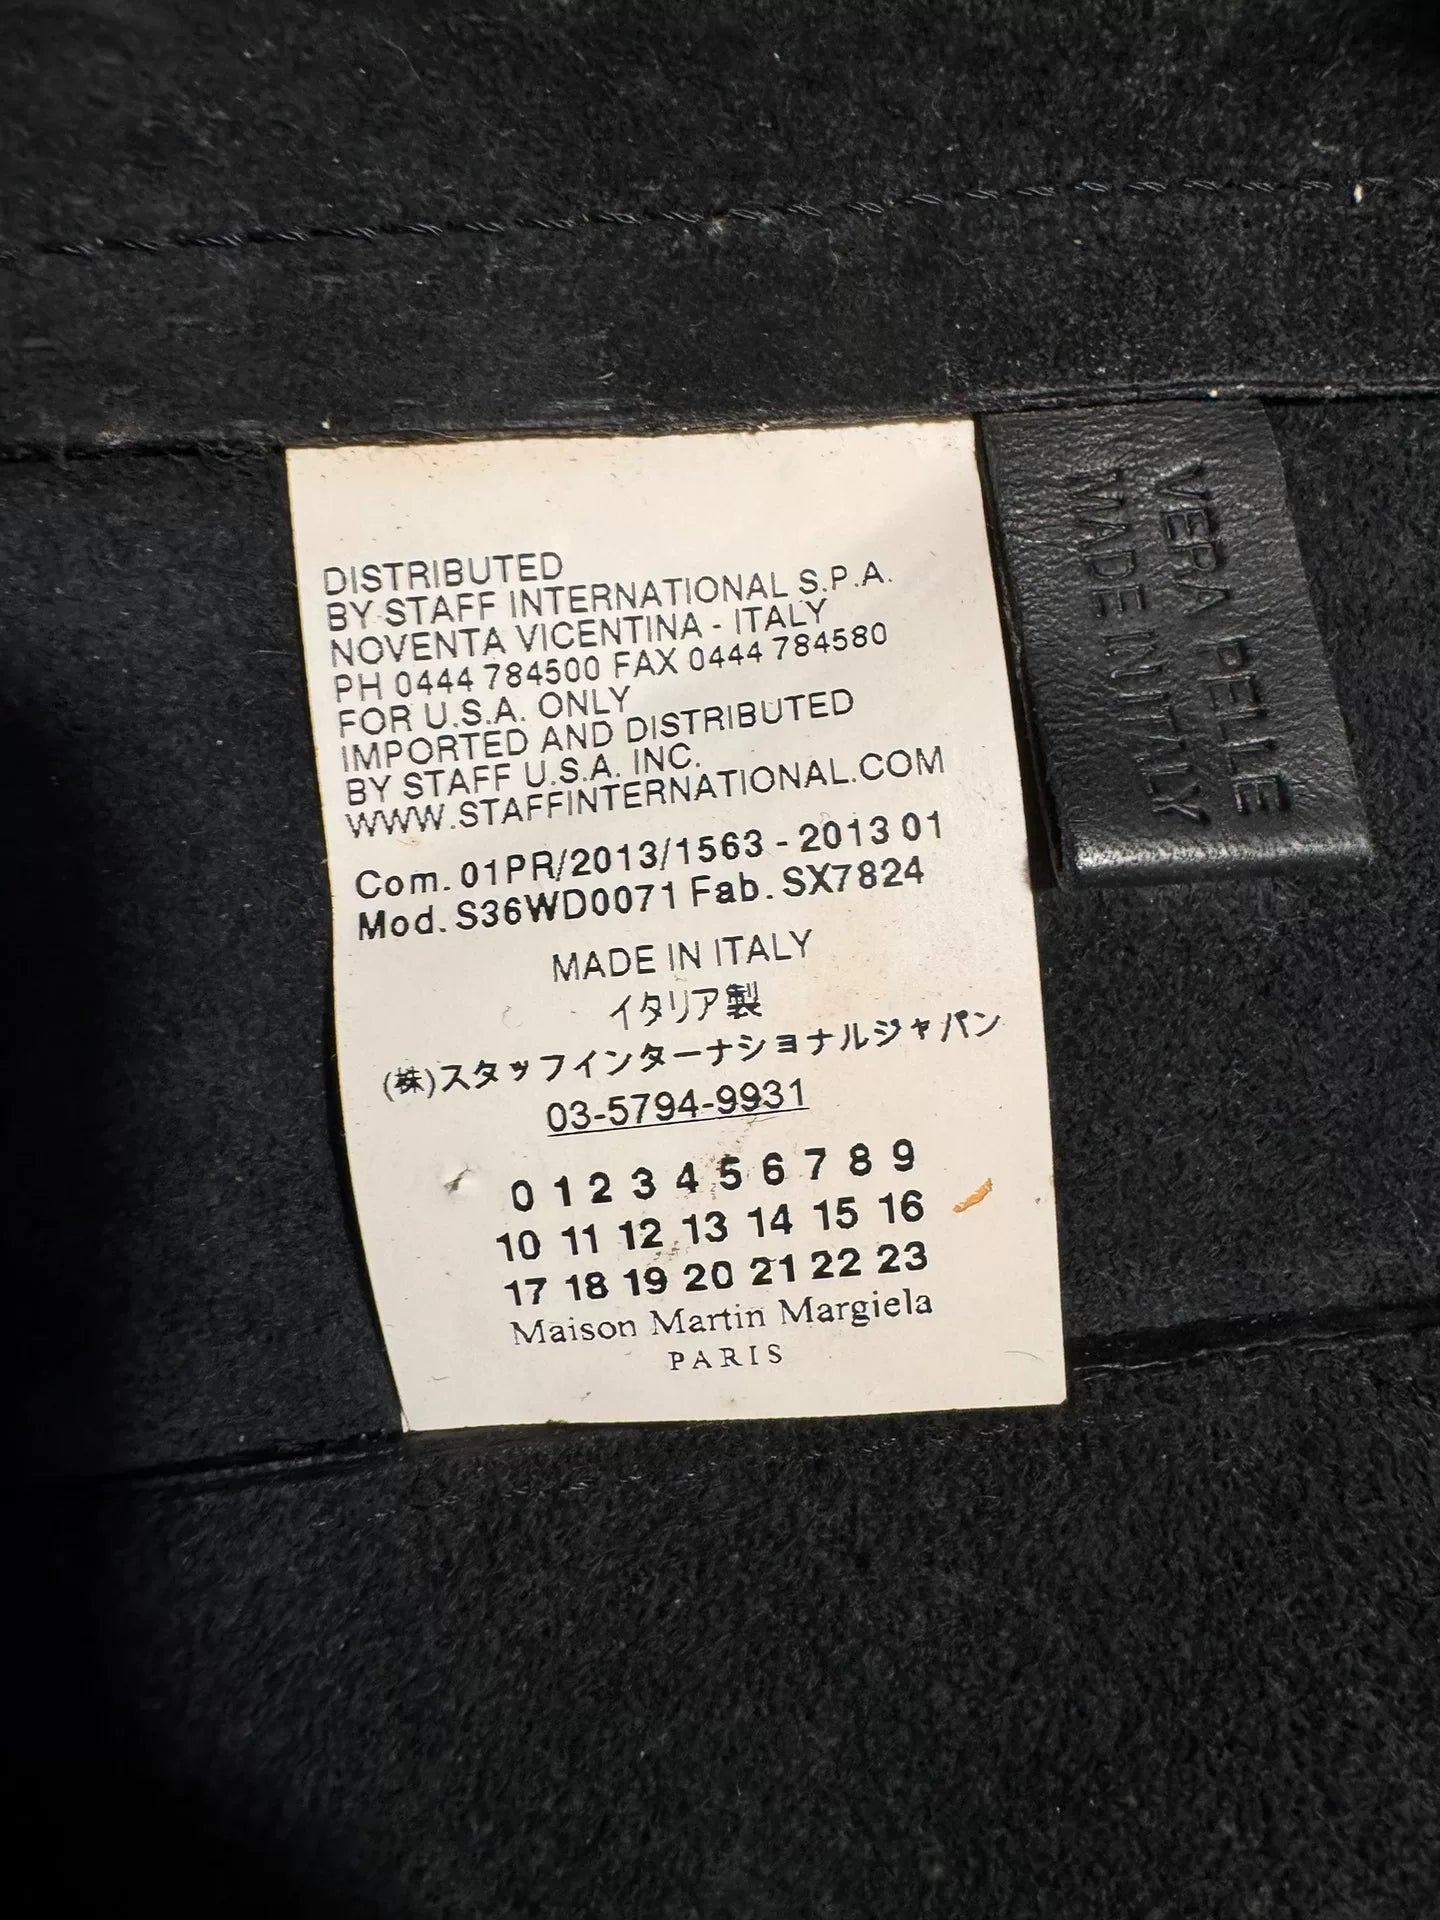 DISTRIBUTED
BY STAFF INTERNATIONAL S.P.A.
NOVENTA VICENTINA - ITALY
PH 0444 784500 FAX 0444 784580
FOR U.S.A. ONLY
IMPORTED AND DISTRIBUTED
BY STAFF U.S.A. INC.
WWW.STAFFINTERNATIONAL.COM
Com. 01PR/2013/1563 - 2013 01
Mod. S36WD0071 Fab. SX7824
MADE IN ITALY
イタリア製
(株)スタッフインターナショナルジャパン
03-5794-9931
0 1 2 3 4 5 6 7 8 9
10 11 12 13 14 15 16
17 18 19 20 21 22 23
Maison Martin Margiela
PARIS
VERA PELLE
MADE IN ITALY